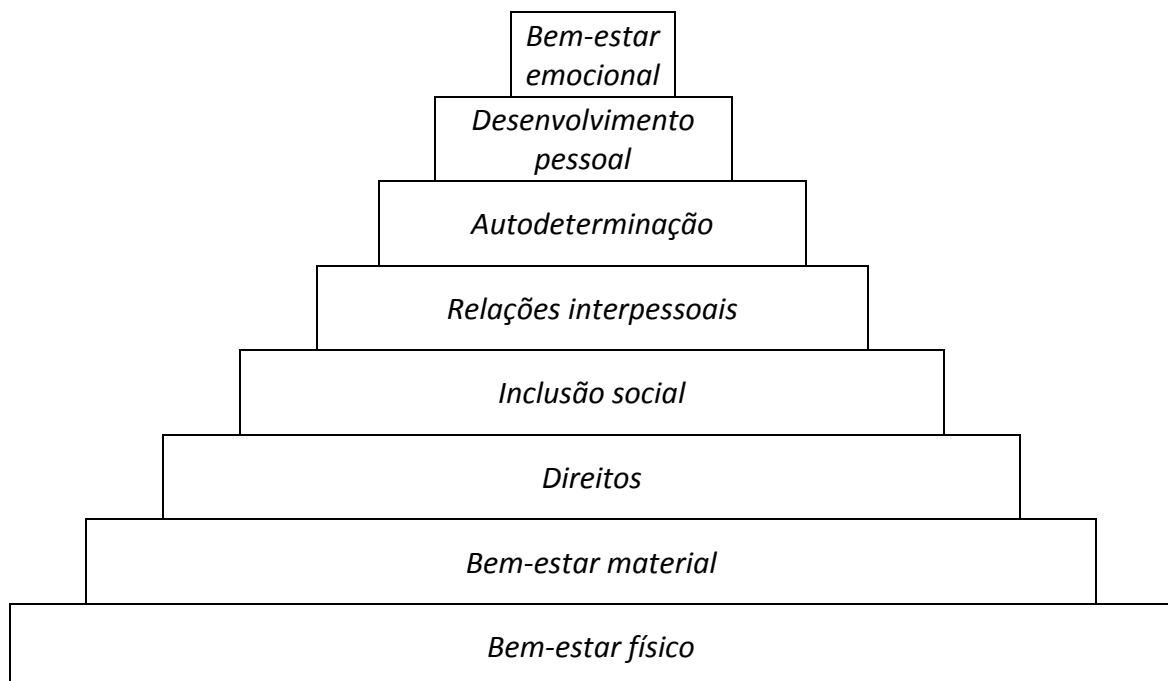 Bem-estar
emocional
Desenvolvimento
pessoal
Autodeterminação
Relações interpessoais
Inclusão social
Direitos
Bem-estar material
Bem-estar físico